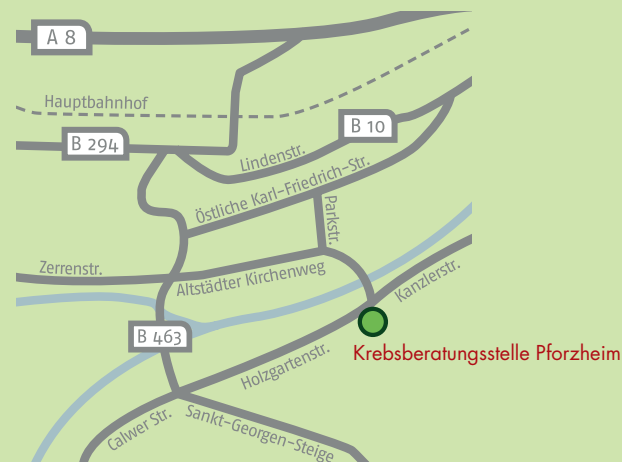 A 8
Hauptbahnhof
B 10
B 294
Lindenstr.
Östliche Karl-Friedrich-Str.
Parkstr.
Zerrenstr.
Altstädter Kirchenweg
Kanzlerstr.
B 463
Krebsberatungsstelle Pforzheim
Holzgartenstr.
Calwer Str.
Sankt-Georgen-Steige